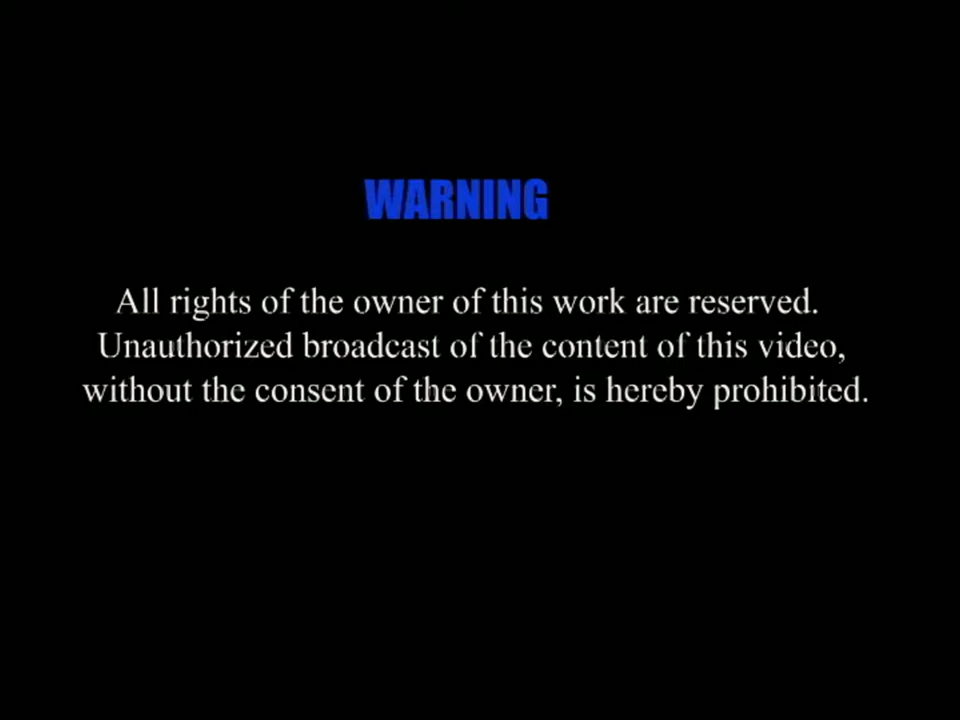 WARNING
All rights of the owner of this work are reserved.
Unauthorized broadcast of the content of this video,
without the consent of the owner, is hereby prohibited.